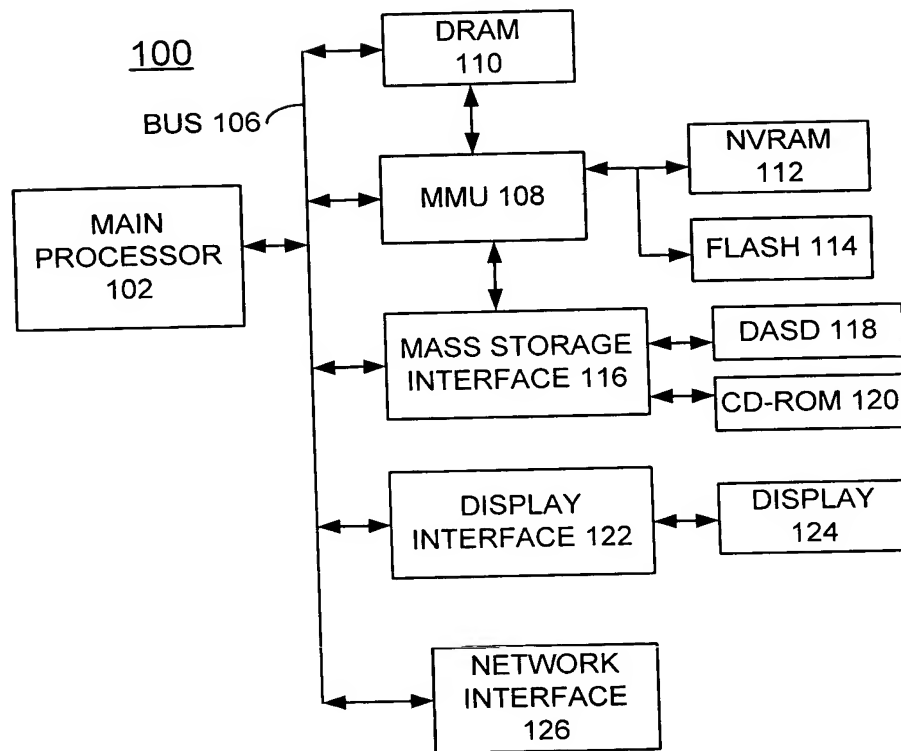 100
BUS 106
MAIN
PROCESSOR
102
DRAM
110
MMU 108
NVRAM
112
FLASH 114
MASS STORAGE
INTERFACE 116
DASD 118
CD-ROM 120
DISPLAY
INTERFACE 122
DISPLAY
124
NETWORK
INTERFACE
126